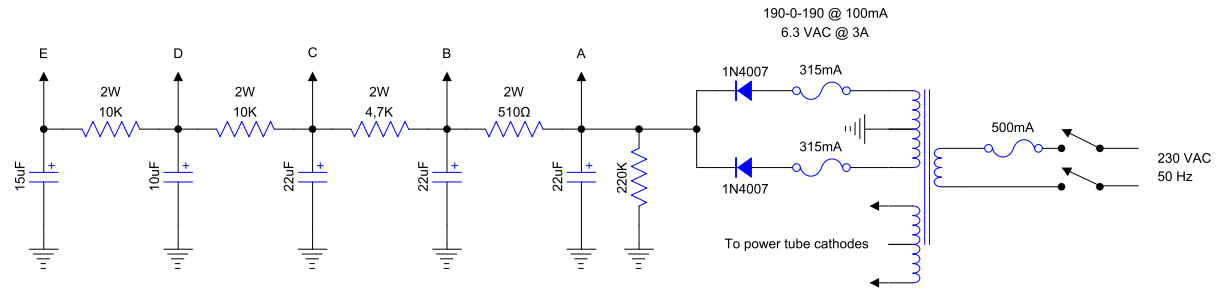 190-0-190 @ 100mA
6.3 VAC @ 3A
E
D
C
B
A
2W
10K
2W
10K
2W
4,7K
2W
510Ω
1N4007
315mA
315mA
1N4007
500mA
230 VAC
50 Hz
15uF
+
10uF
+
22uF
+
22uF
+
22uF
+
220K
To power tube cathodes